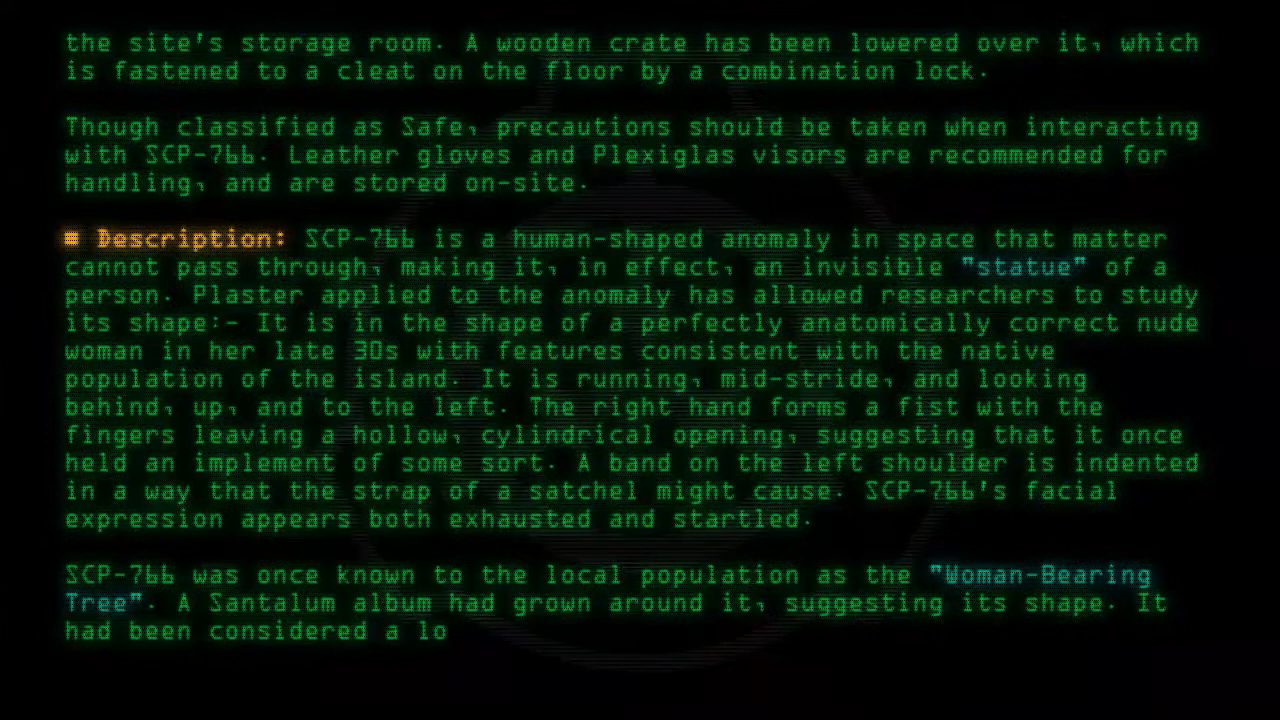 the site's storage room. A wooden crate has been lowered over it, which
is fastened to a cleat on the floor by a combination lock.
Though classified as Safe, precautions should be taken when interacting
with SCP-766. Leather gloves and Plexiglas visors are recommended for
handling, and are stored on-site.
■ Description: SCP-766 is a human-shaped anomaly in space that matter
cannot pass through, making it, in effect, an invisible "statue" of a
person. Plaster applied to the anomaly has allowed researchers to study
its shape:- It is in the shape of a perfectly anatomically correct nude
woman in her late 30s with features consistent with the native
population of the island. It is running, mid-stride, and looking
behind, up, and to the left. The right hand forms a fist with the
fingers leaving a hollow, cylindrical opening, suggesting that it once
held an implement of some sort. A band on the left shoulder is indented
in a way that the strap of a satchel might cause. SCP-766's facial
expression appears both exhausted and startled.
SCP-766 was once known to the local population as the "Woman-Bearing
Tree". A Santalum album had grown around it, suggesting its shape. It
had been considered a lo